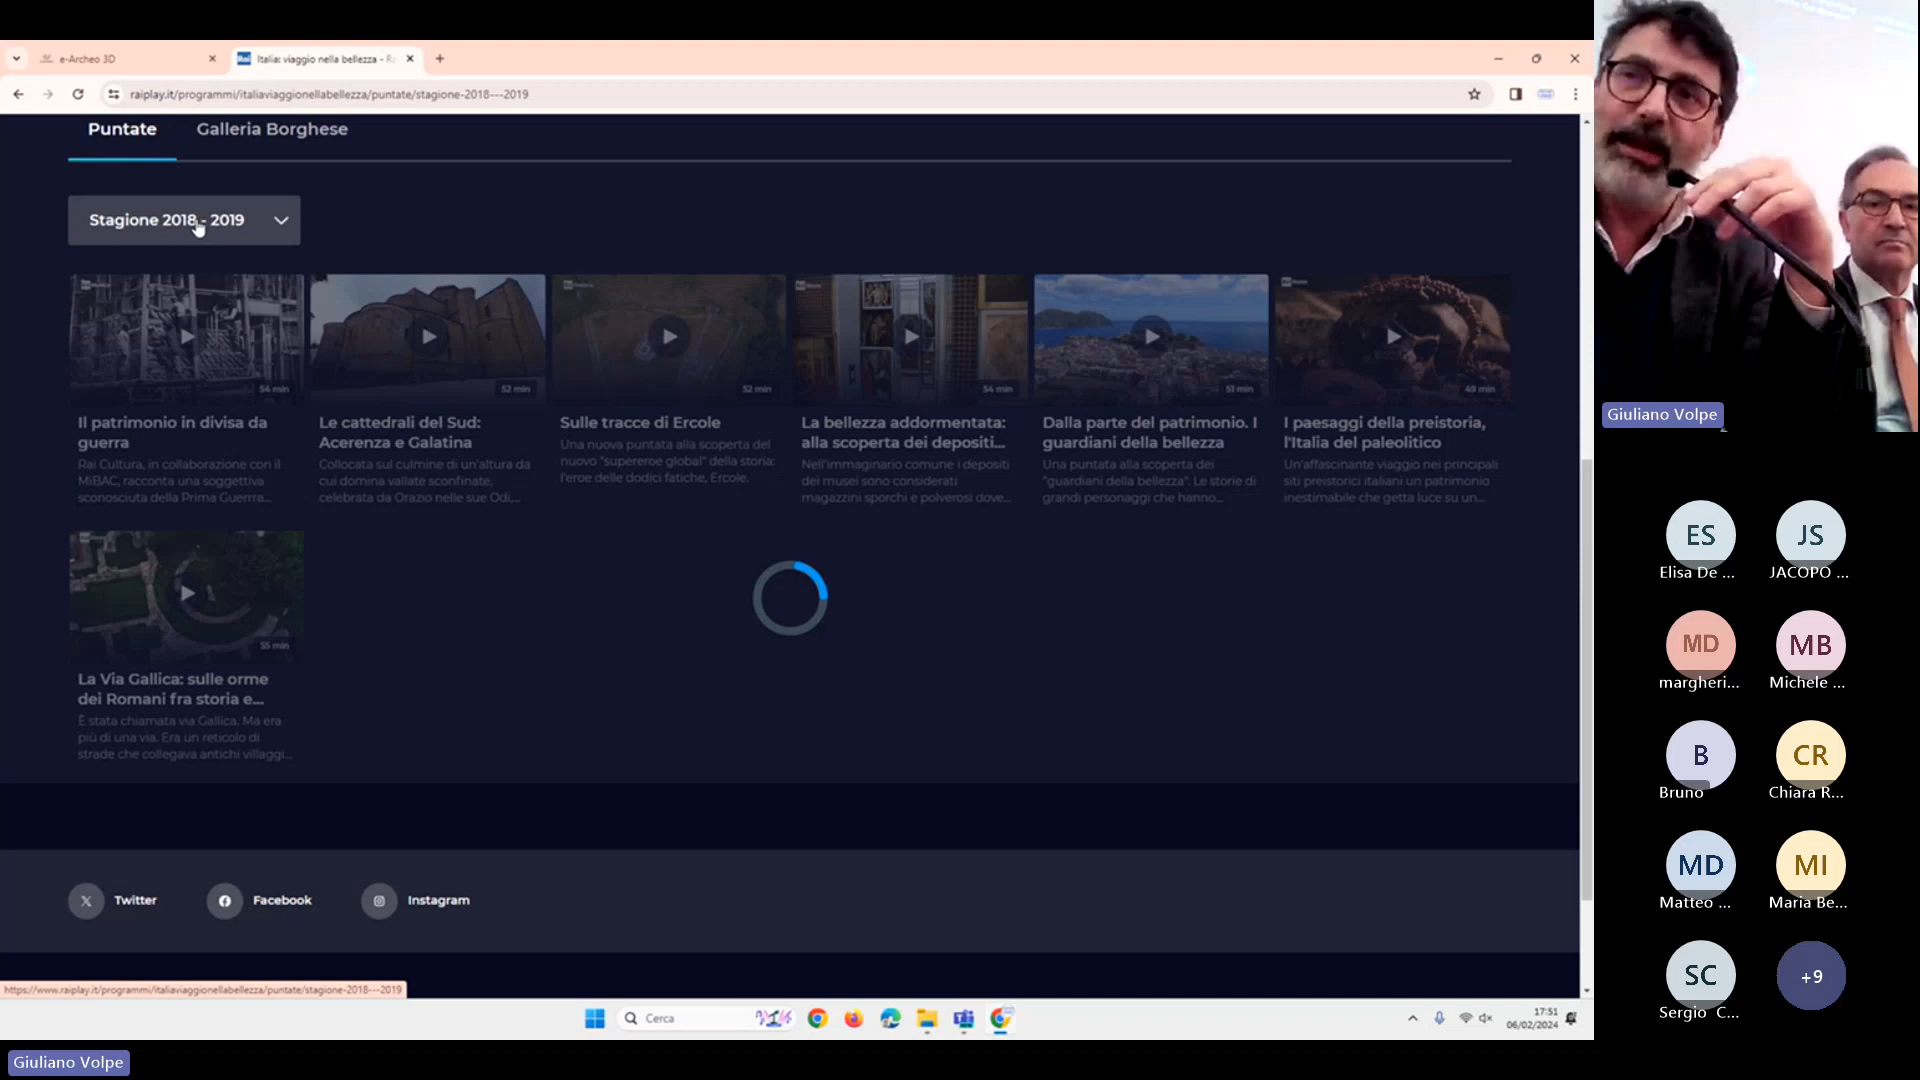 e-Archeo 3D
Italia: viaggio nella bellezza - R
raiplay.it/programmi/italiaviaggionellabellezza/puntate/stagione-2018---2019
Puntate
Galleria Borghese
Stagione 2018 - 2019
54 min
52 min
52 min
54 min
51 min
49 min
Il patrimonio in divisa da
guerra
Rai Cultura, in collaborazione con il
MiBAC, racconta una soggettiva
sconosciuta della Prima Guerrra...
Le cattedrali del Sud:
Acerenza e Galatina
Collocata sul culmine di un'altura da
cui domina vallate sconfinate,
celebrata da Orazio nelle sue Odi,...
Sulle tracce di Ercole
Una nuova puntata alla scoperta del
nuovo "supereroe global" della storia:
l'eroe delle dodici fatiche, Ercole.
La bellezza addormentata:
alla scoperta dei depositi...
Nell'immaginario comune i depositi
dei musei sono considerati
magazzini sporchi e polverosi dove...
Dalla parte del patrimonio. I
guardiani della bellezza
Una puntata alla scoperta dei
"guardiani della bellezza". Le storie di
grandi personaggi che hanno...
I paesaggi della preistoria,
l'Italia del paleolitico
Un'affascinante viaggio nei principali
siti preistorici italiani un patrimonio
inestimabile che getta luce su un...
55 min
La Via Gallica: sulle orme
dei Romani fra storia e...
È stata chiamata via Gallica. Ma era
più di una via. Era un reticolo di
strade che collegava antichi villaggi...
Twitter
Facebook
Instagram
https://www.raiplay.it/programmi/italiaviaggionellabellezza/puntate/stagione-2018---2019
Cerca
17:51
06/02/2024
Giuliano Volpe
Giuliano Volpe
ES
Elisa De ...
JS
JACOPO ...
MD
margheri...
MB
Michele ...
B
Bruno
CR
Chiara R...
MD
Matteo ...
MI
Maria Be...
SC
Sergio C...
+9